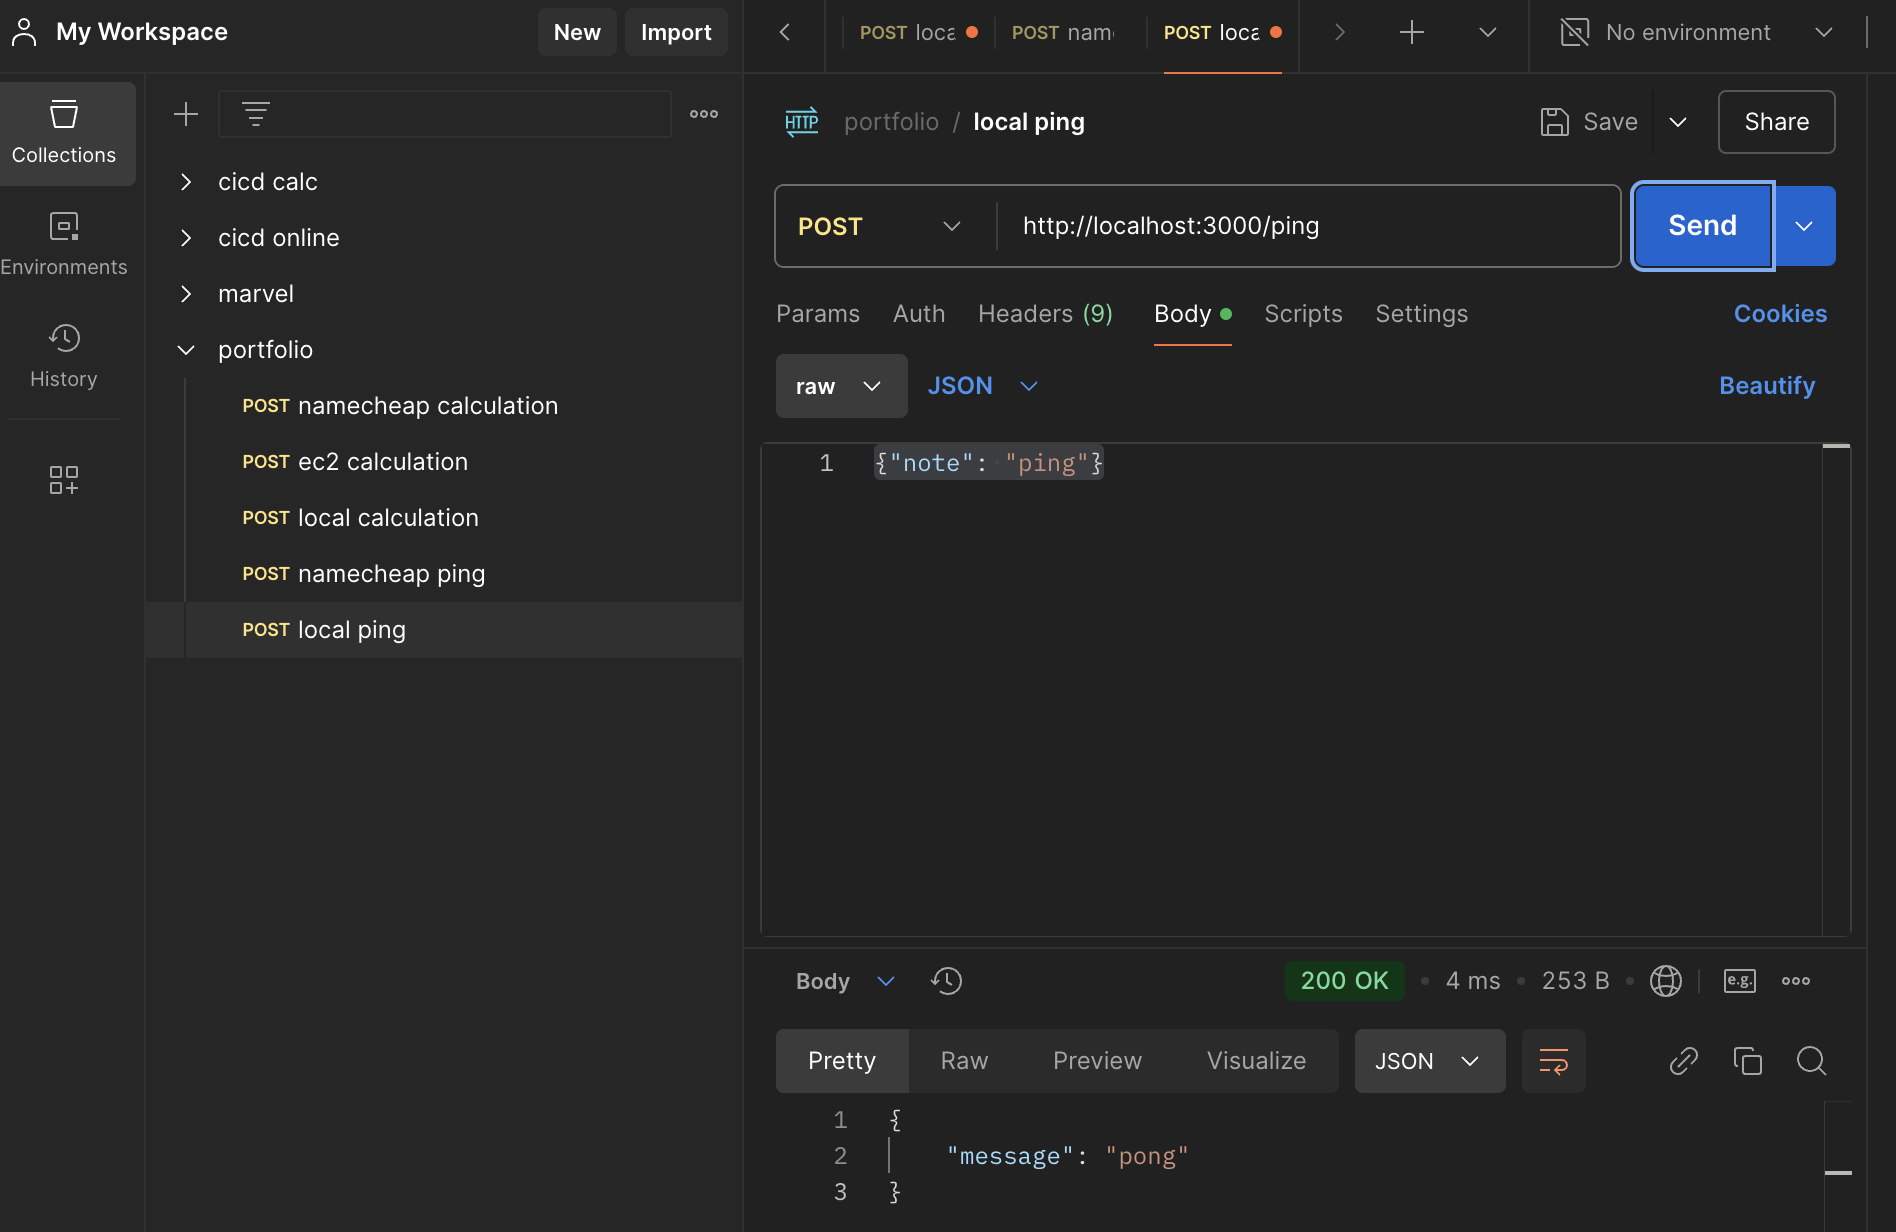 My Workspace
New
Import
POST loca
POST name
POST loca
No environment
Collections
Environments
History
cicd calc
cicd online
marvel
portfolio
POST namecheap calculation
POST ec2 calculation
POST local calculation
POST namecheap ping
POST local ping
HTTP portfolio / local ping
Save
Share
POST http://localhost:3000/ping
Send
Params Auth Headers (9) Body Scripts Settings Cookies
raw JSON Beautify
1 {"note": "ping"}
Body 200 OK • 4 ms • 253 B • e.g.
Pretty Raw Preview Visualize JSON
1 {
2 "message": "pong"
3 }